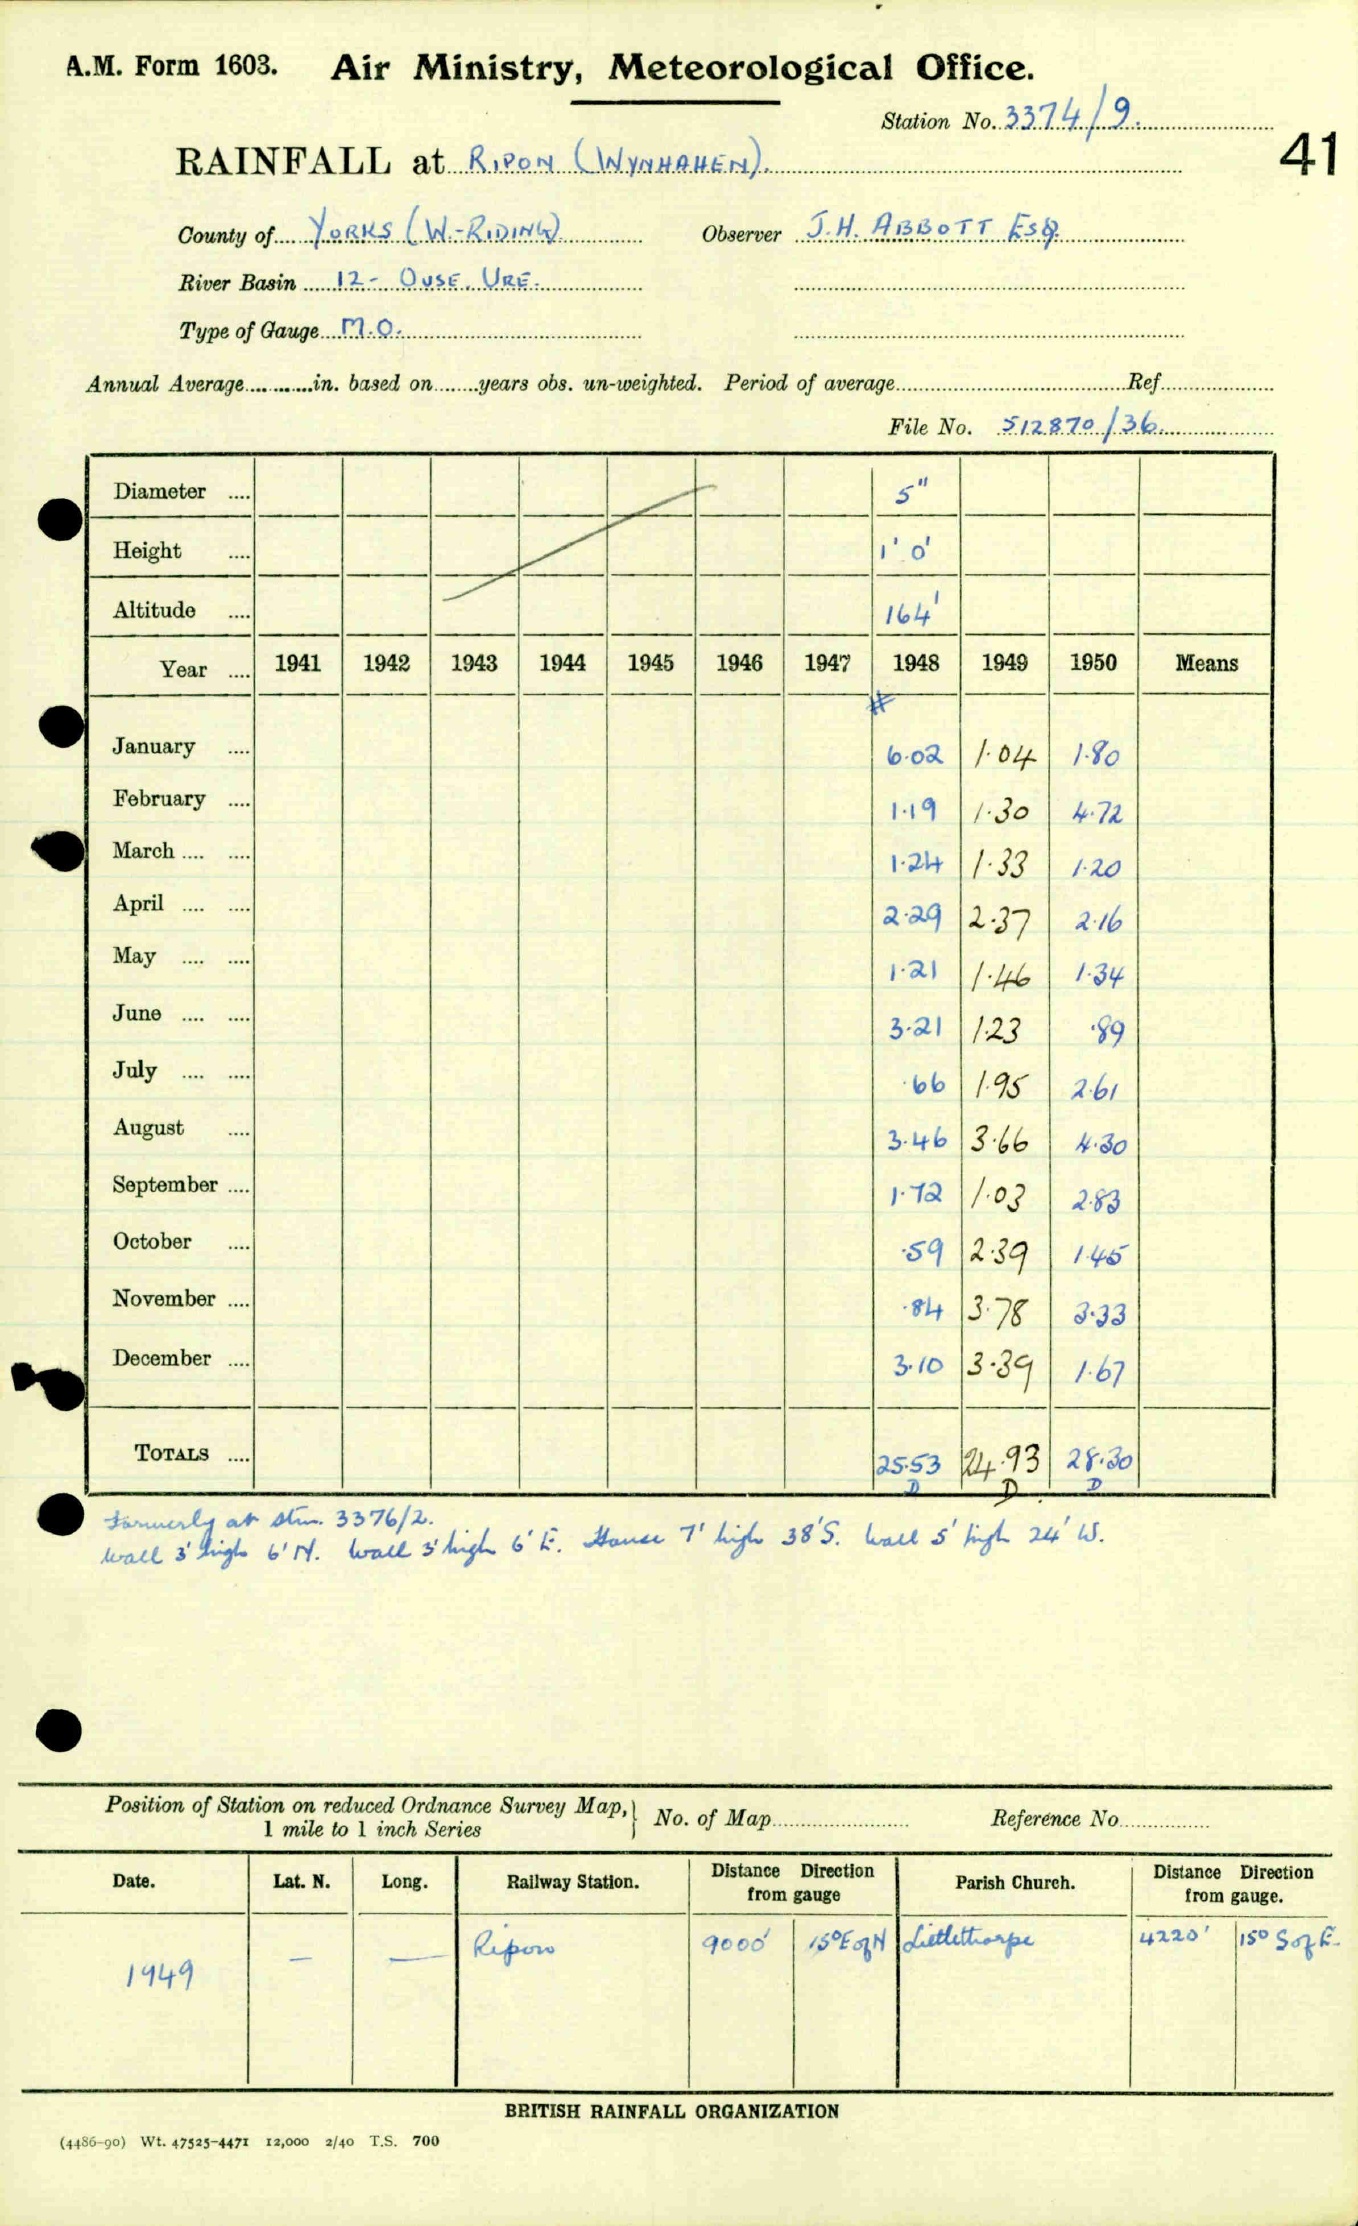 A.M. Form 1603. Air Ministry, Meteorological Office.
Station No. 3374/9.
41
RAINFALL at RIPON (WYNHAHEN).
County of YORKS (W.-RIDING) Observer J.H. ABBOTT ESQ.
River Basin 12- OUSE. URE.
Type of Gauge M.O.
Annual Average............in. based on........years obs. un-weighted. Period of average.................Ref.................
File No. 512870/36.
Diameter .... 5"
Height .... 1' 0'
Altitude .... 164'
Year .... 1941 1942 1943 1944 1945 1946 1947 1948 1949 1950 Means
#
January .... 6.02 1.04 1.80
February .... 1.19 1.30 4.72
March .... .... 1.24 1.33 1.20
April .... .... 2.29 2.37 2.16
May .... .... 1.21 1.46 1.34
June .... .... 3.21 1.23 .89
July .... .... .66 1.95 2.61
August .... 3.46 3.66 4.30
September .... 1.72 1.03 2.83
October .... .59 2.39 1.45
November .... .84 3.78 3.33
December .... 3.10 3.39 1.67
TOTALS .... 25.53 24.93 28.30
D D. D
Formerly at stn. 3376/2.
Wall 3' high 6' N. Wall 3' high 6' E. House 7' high 38' S. Wall 5' high 24' W.
Position of Station on reduced Ordnance Survey Map, 1 mile to 1 inch Series } No. of Map................ Reference No................
Date. Lat. N. Long. Railway Station. Distance Direction from gauge Parish Church. Distance Direction from gauge.
1949 — — Ripon 9000' 15° E of N Littlethorpe 4220' 15° S of E.
BRITISH RAINFALL ORGANIZATION
(4486-90) Wt. 47525-4471 12,000 2/40 T.S. 700